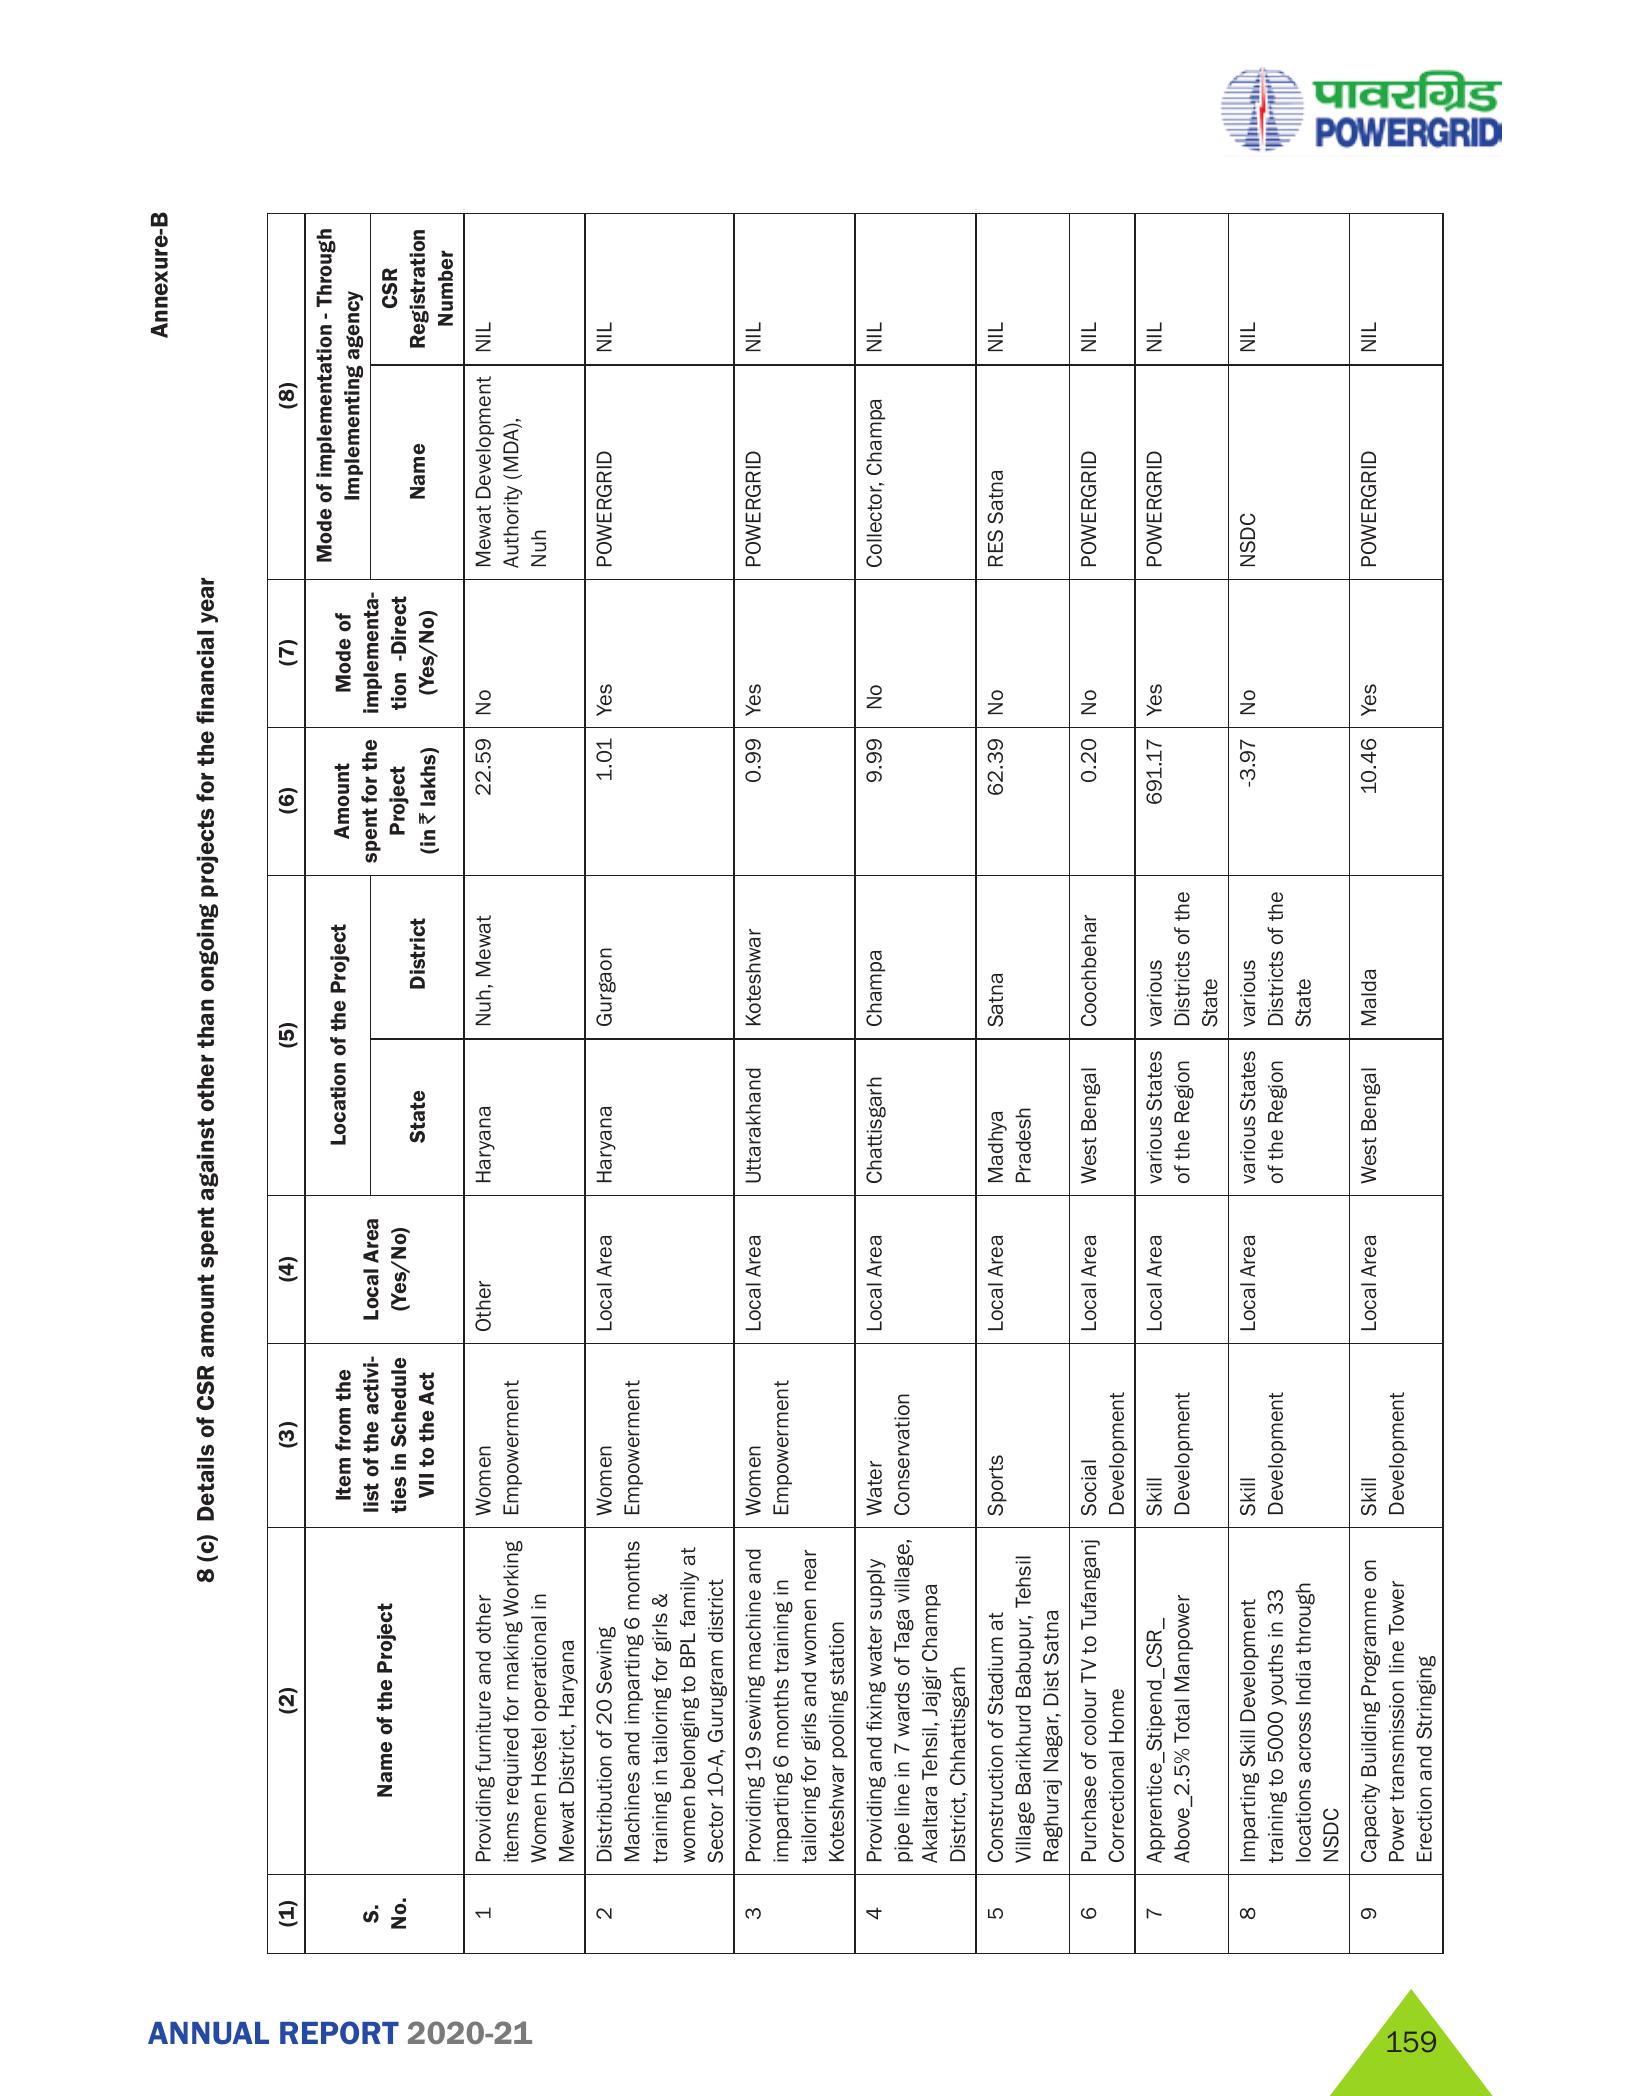 पावरग्रिड
POWERGRID
Annexure-B
8 (c) Details of CSR amount spent against other than ongoing projects for the financial year
(1) (2) (3) (4) (5) (6) (7) (8)
S.
No.
Name of the Project
Item from the
list of the activi-
ties in Schedule
VII to the Act
Local Area
(Yes/No)
Location of the Project
State
District
Amount
spent for the
Project
(in ₹ lakhs)
Mode of
implementa-
tion -Direct
(Yes/No)
Mode of implementation - Through
Implementing agency
Name
CSR
Registration
Number
1
Providing furniture and other
items required for making Working
Women Hostel operational in
Mewat District, Haryana
Women
Empowerment
Other
Haryana
Nuh, Mewat
22.59
No
Mewat Development
Authority (MDA),
Nuh
NIL
2
Distribution of 20 Sewing
Machines and imparting 6 months
training in tailoring for girls &
women belonging to BPL family at
Sector 10-A, Gurugram district
Women
Empowerment
Local Area
Haryana
Gurgaon
1.01
Yes
POWERGRID
NIL
3
Providing 19 sewing machine and
imparting 6 months training in
tailoring for girls and women near
Koteshwar pooling station
Women
Empowerment
Local Area
Uttarakhand
Koteshwar
0.99
Yes
POWERGRID
NIL
4
Providing and fixing water supply
pipe line in 7 wards of Taga village,
Akaltara Tehsil, Jajgir Champa
District, Chhattisgarh
Water
Conservation
Local Area
Chattisgarh
Champa
9.99
No
Collector, Champa
NIL
5
Construction of Stadium at
Village Barikhurd Babupur, Tehsil
Raghuraj Nagar, Dist Satna
Sports
Local Area
Madhya
Pradesh
Satna
62.39
No
RES Satna
NIL
6
Purchase of colour TV to Tufanganj
Correctional Home
Social
Development
Local Area
West Bengal
Coochbehar
0.20
No
POWERGRID
NIL
7
Apprentice_Stipend_CSR_
Above_2.5% Total Manpower
Skill
Development
Local Area
various States
of the Region
various
Districts of the
State
691.17
Yes
POWERGRID
NIL
8
Imparting Skill Development
training to 5000 youths in 33
locations across India through
NSDC
Skill
Development
Local Area
various States
of the Region
various
Districts of the
State
-3.97
No
NSDC
NIL
9
Capacity Building Programme on
Power transmission line Tower
Erection and Stringing
Skill
Development
Local Area
West Bengal
Malda
10.46
Yes
POWERGRID
NIL
ANNUAL REPORT 2020-21
159